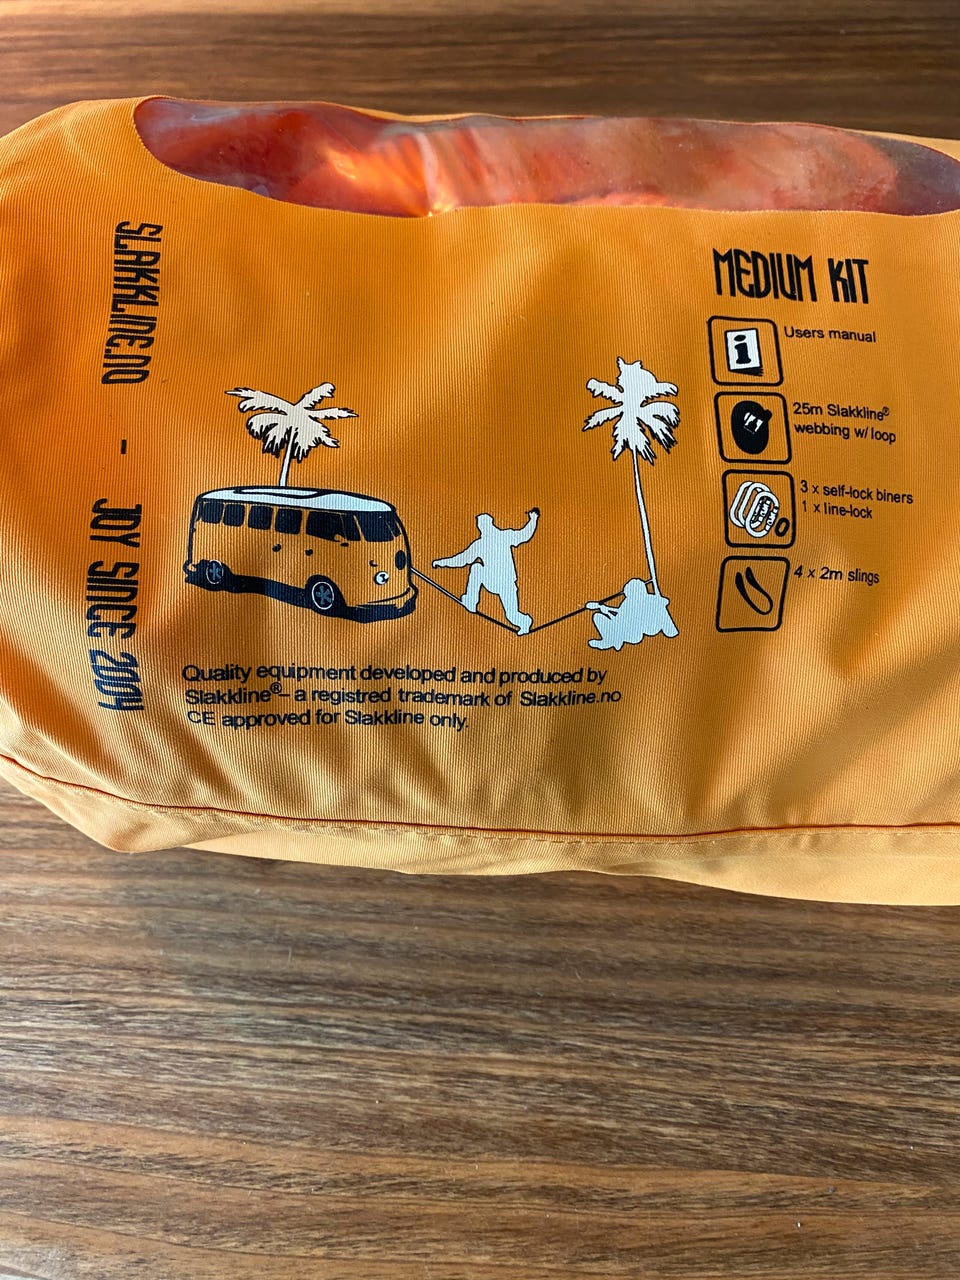 SLAKKLINE.NO - JOY SINCE 2004
MEDIUM KIT
i
Users manual
25m Slakkline®
webbing w/loop
3 x self-lock biners
1 x line-lock
4 x 2m slings
Quality equipment developed and produced by
Slakkline®– a registred trademark of Slakkline.no
CE approved for Slakkline only.